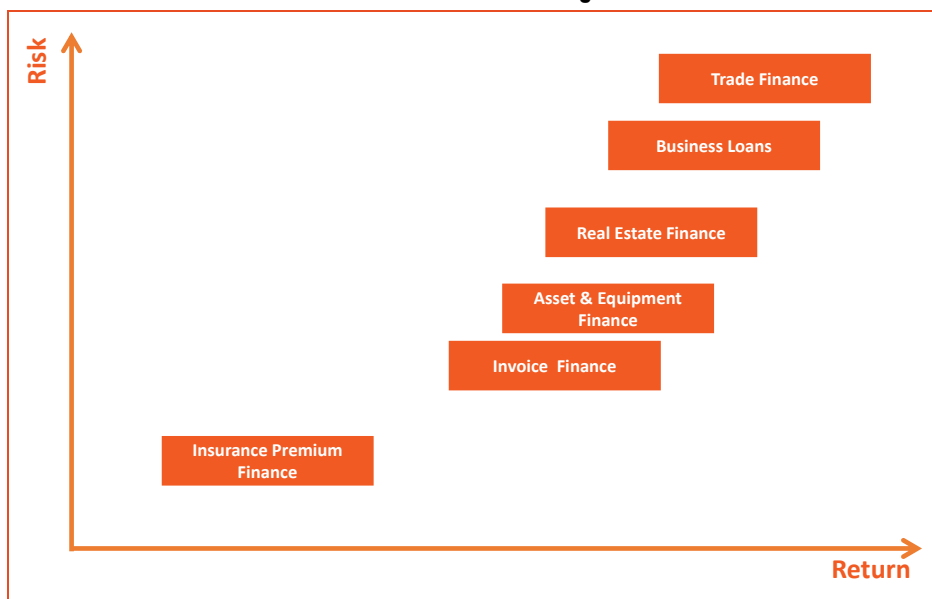 Risk
Trade Finance
Business Loans
Real Estate Finance
Asset & Equipment
Finance
Invoice Finance
Insurance Premium
Finance
Return